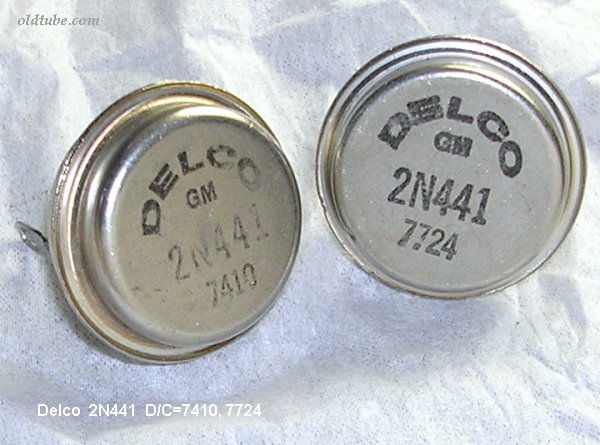 oldtube.com
DELCO
GM
2N441
7410
DELCO
GM
2N441
7724
Delco 2N441 D/C=7410,7724